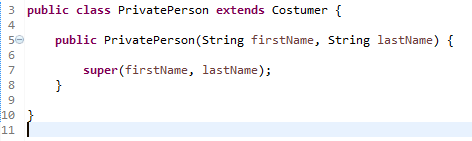 3 public class PrivatePerson extends Costumer {
4
5 public PrivatePerson(String firstName, String lastName) {
6
7 super(firstName, lastName);
8 }
9
10 }
11